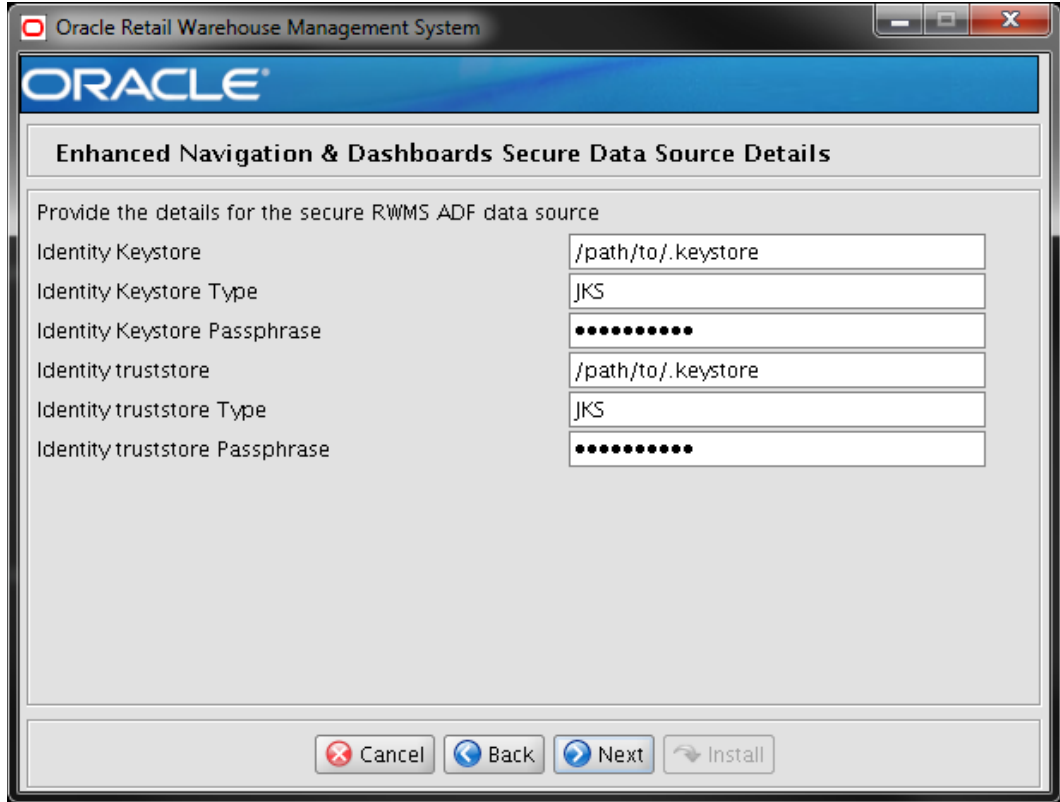 Oracle Retail Warehouse Management System
ORACLE
Enhanced Navigation & Dashboards Secure Data Source Details
Provide the details for the secure RWMS ADF data source
Identity Keystore /path/to/.keystore
Identity Keystore Type JKS
Identity Keystore Passphrase ••••••••••
Identity truststore /path/to/.keystore
Identity truststore Type JKS
Identity truststore Passphrase ••••••••••
Cancel Back Next Install